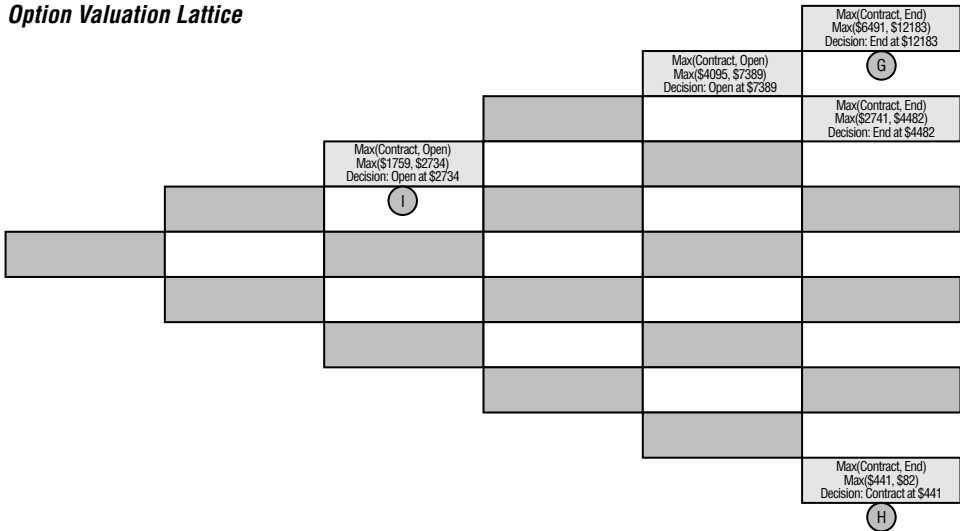 Option Valuation Lattice
Max(Contract, End)
Max($6491, $12183)
Decision: End at $12183
G
Max(Contract, Open)
Max($4095, $7389)
Decision: Open at $7389
Max(Contract, End)
Max($2741, $4482)
Decision: End at $4482
Max(Contract, Open)
Max($1759, $2734)
Decision: Open at $2734
I
Max(Contract, End)
Max($441, $82)
Decision: Contract at $441
H